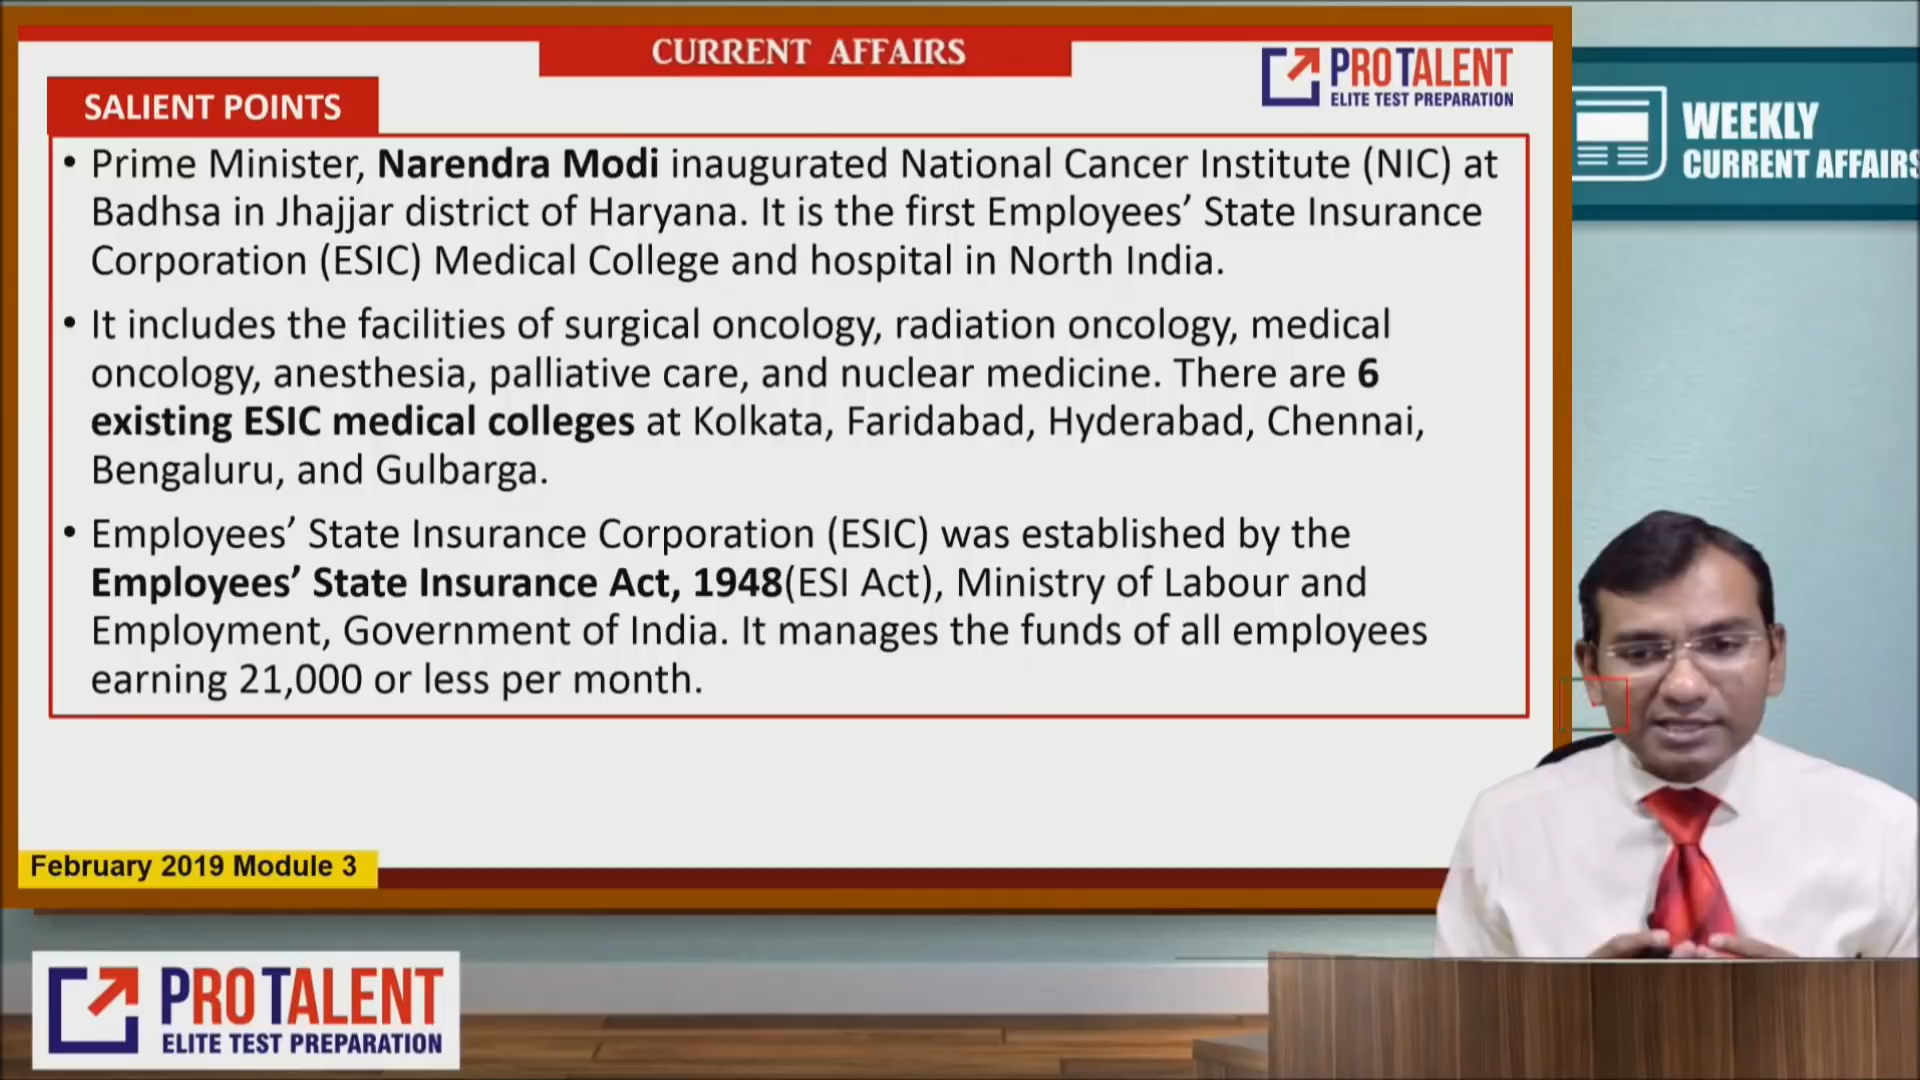 CURRENT AFFAIRS
PROTALENT
ELITE TEST PREPARATION
SALIENT POINTS
WEEKLY
CURRENT AFFAIRS
• Prime Minister, Narendra Modi inaugurated National Cancer Institute (NIC) at
Badhsa in Jhajjar district of Haryana. It is the first Employees’ State Insurance
Corporation (ESIC) Medical College and hospital in North India.
• It includes the facilities of surgical oncology, radiation oncology, medical
oncology, anesthesia, palliative care, and nuclear medicine. There are 6
existing ESIC medical colleges at Kolkata, Faridabad, Hyderabad, Chennai,
Bengaluru, and Gulbarga.
• Employees’ State Insurance Corporation (ESIC) was established by the
Employees’ State Insurance Act, 1948(ESI Act), Ministry of Labour and
Employment, Government of India. It manages the funds of all employees
earning 21,000 or less per month.
February 2019 Module 3
PROTALENT
ELITE TEST PREPARATION